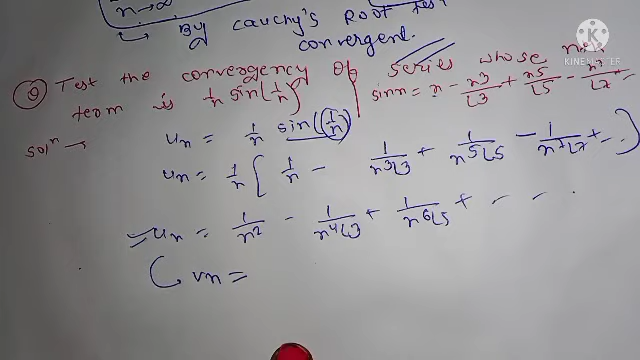 n→∞
By Cauchy's Root Test
convergent.
Q Test the convergency of series whose nth
term is 1/n sin(1/n) | sin n = n - n3/⌊3 + n5/⌊5 - n7/⌊7 + -
Solⁿ → un = 1/n sin(1/n)
un = 1/n [ 1/n - 1/n³⌊3 + 1/n⁵⌊5 - 1/n⁷⌊7 + - . ]
un = 1/n² - 1/n⁴⌊3 + 1/n⁶⌊5 + - - .
vn =
K
KINEMASTER